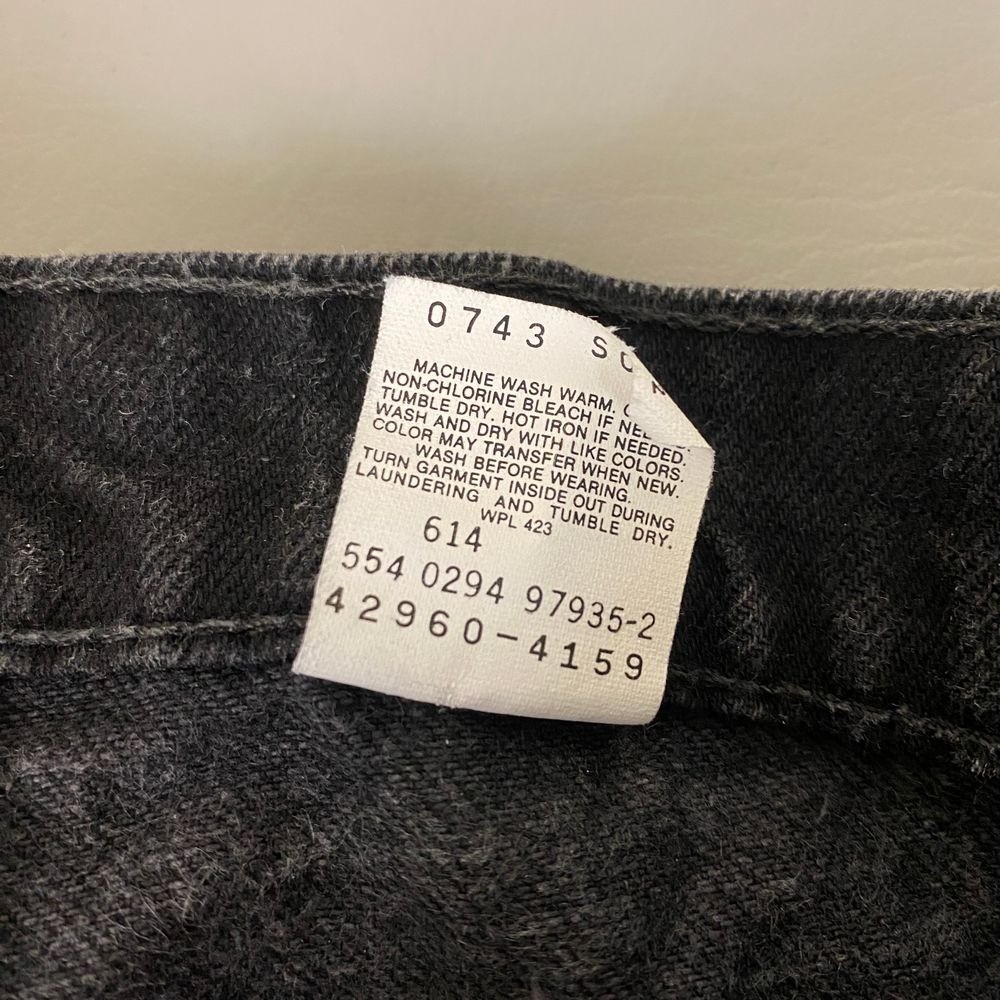 0743
MACHINE WASH WARM.
NON-CHLORINE BLEACH IF
TUMBLE DRY. HOT IRON IF NEEDED.
WASH AND DRY WITH LIKE COLORS.
COLOR MAY TRANSFER WHEN NEW.
WASH BEFORE WEARING.
TURN GARMENT INSIDE OUT DURING
LAUNDERING AND TUMBLE DRY.
WPL 423
614
554 0294 97935-2
42960-4159